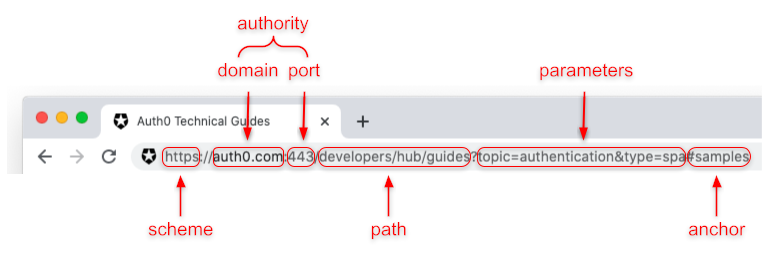 authority
domain port parameters
Auth0 Technical Guides
https://auth0.com:443/developers/hub/guides?topic=authentication&type=spa#samples
scheme path anchor